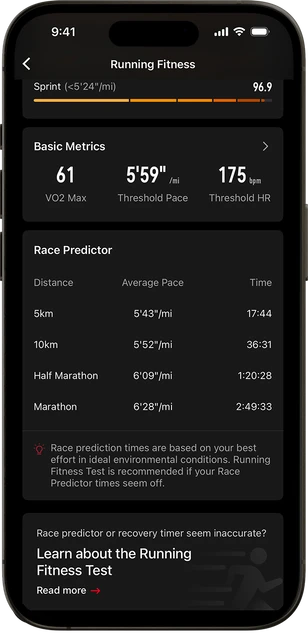 9:41
Running Fitness
Sprint (<5'24"/mi) 96.9
Basic Metrics
61 5'59" /mi 175 bpm
VO2 Max Threshold Pace Threshold HR
Race Predictor
Distance Average Pace Time
5km 5'43"/mi 17:44
10km 5'52"/mi 36:31
Half Marathon 6'09"/mi 1:20:28
Marathon 6'28"/mi 2:49:33
Race prediction times are based on your best
effort in ideal environmental conditions. Running
Fitness Test is recommended if your Race
Predictor times seem off.
Race predictor or recovery timer seem inaccurate?
Learn about the Running
Fitness Test
Read more →